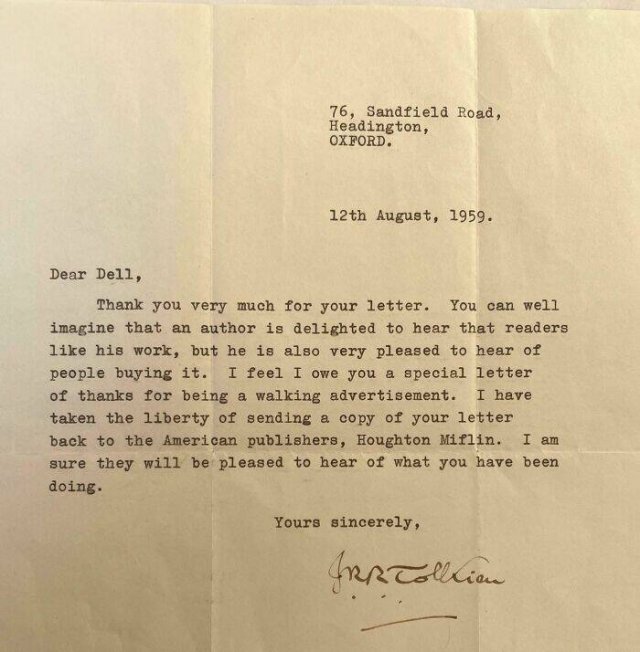 76, Sandfield Road,
Headington,
OXFORD.
12th August, 1959.
Dear Dell,
Thank you very much for your letter. You can well
imagine that an author is delighted to hear that readers
like his work, but he is also very pleased to hear of
people buying it. I feel I owe you a special letter
of thanks for being a walking advertisement. I have
taken the liberty of sending a copy of your letter
back to the American publishers, Houghton Miflin. I am
sure they will be pleased to hear of what you have been
doing.
Yours sincerely,
JRRTolkien